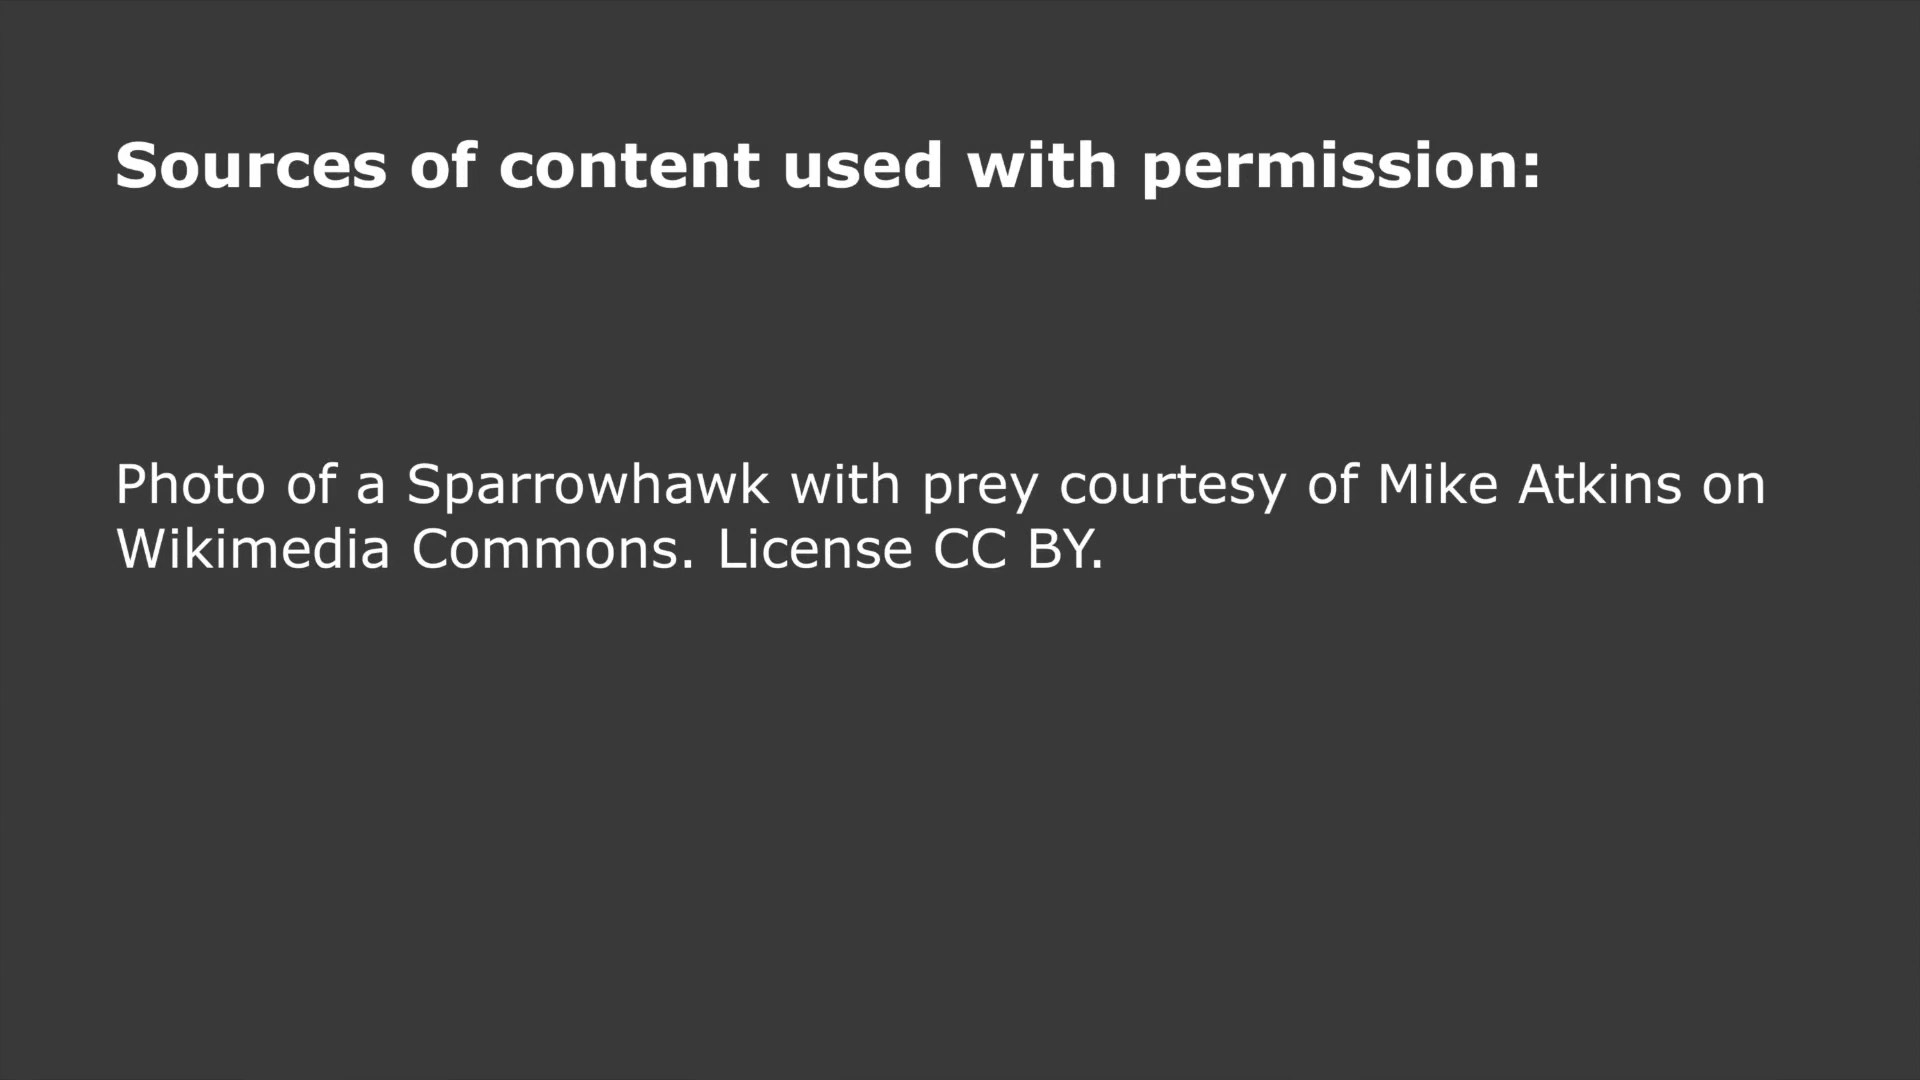 Sources of content used with permission:
Photo of a Sparrowhawk with prey courtesy of Mike Atkins on
Wikimedia Commons. License CC BY.